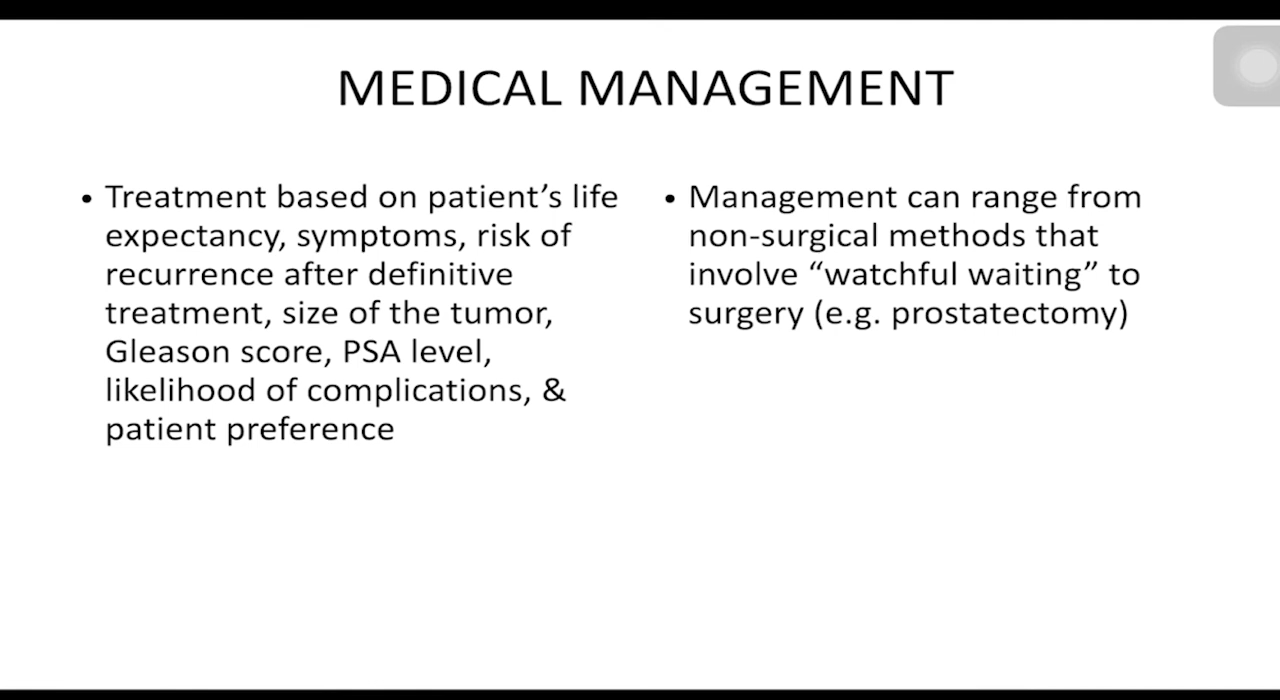 MEDICAL MANAGEMENT
• Treatment based on patient’s life
expectancy, symptoms, risk of
recurrence after definitive
treatment, size of the tumor,
Gleason score, PSA level,
likelihood of complications, &
patient preference
• Management can range from
non-surgical methods that
involve “watchful waiting” to
surgery (e.g. prostatectomy)